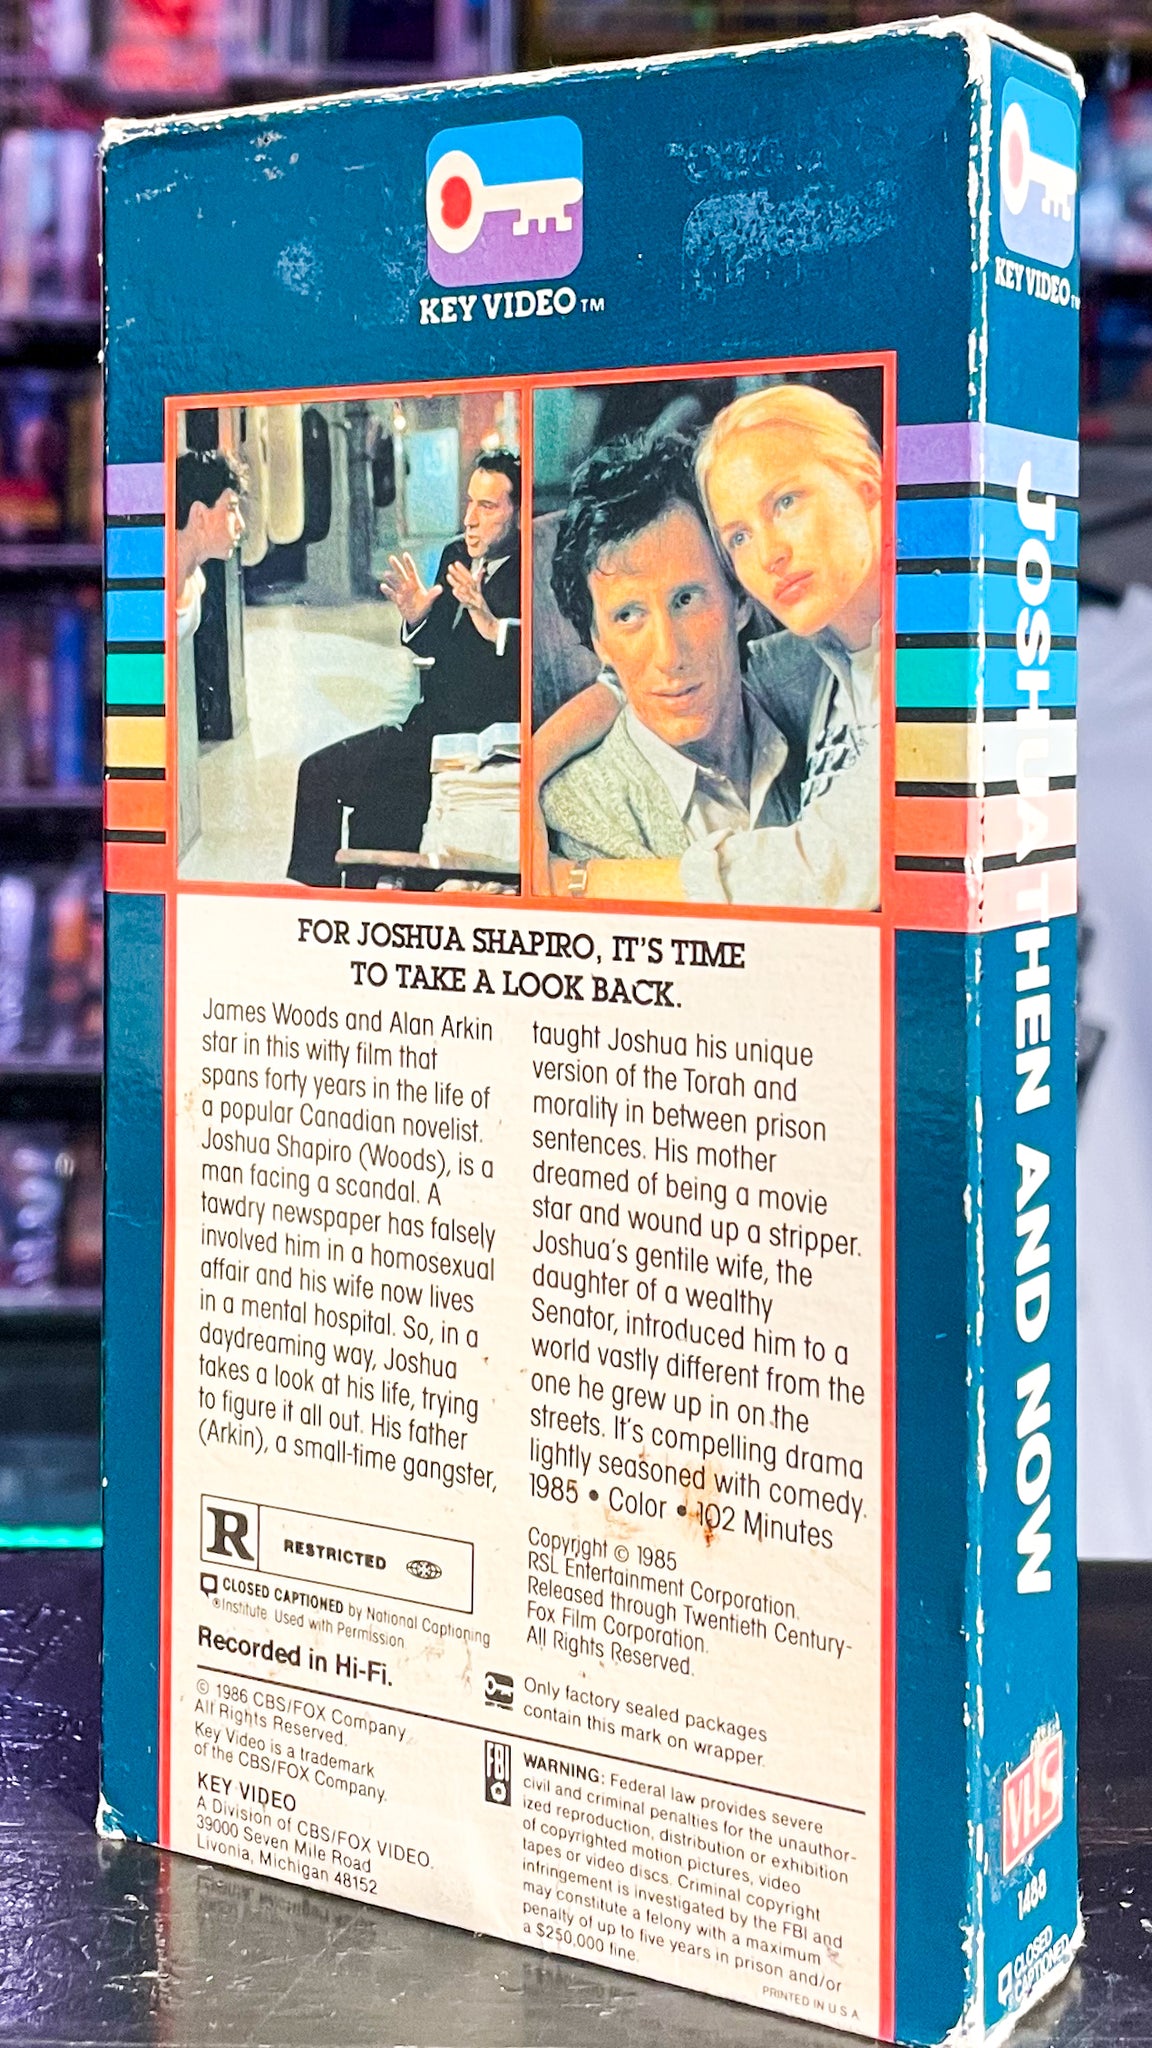 KEY VIDEO™
FOR JOSHUA SHAPIRO, IT'S TIME
TO TAKE A LOOK BACK.
James Woods and Alan Arkin
star in this witty film that
spans forty years in the life of
a popular Canadian novelist.
Joshua Shapiro (Woods), is a
man facing a scandal. A
tawdry newspaper has falsely
involved him in a homosexual
affair and his wife now lives
in a mental hospital. So, in a
daydreaming way, Joshua
takes a look at his life, trying
to figure it all out. His father
(Arkin), a small-time gangster,
taught Joshua his unique
version of the Torah and
morality in between prison
sentences. His mother
dreamed of being a movie
star and wound up a stripper.
Joshua's gentile wife, the
daughter of a wealthy
Senator, introduced him to a
world vastly different from the
one he grew up in on the
streets. It's compelling drama
lightly seasoned with comedy.
1985 • Color • 102 Minutes
R RESTRICTED
CLOSED CAPTIONED by National Captioning
®Institute. Used with Permission.
Recorded in Hi-Fi.
Copyright © 1985
RSL Entertainment Corporation.
Released through Twentieth Century-
Fox Film Corporation.
All Rights Reserved.
Only factory sealed packages
contain this mark on wrapper.
© 1986 CBS/FOX Company.
All Rights Reserved.
Key Video is a trademark
of the CBS/FOX Company.
KEY VIDEO
A Division of CBS/FOX VIDEO.
39000 Seven Mile Road
Livonia, Michigan 48152
FBI
WARNING: Federal law provides severe
civil and criminal penalties for the unauthor-
ized reproduction, distribution or exhibition
of copyrighted motion pictures, video
tapes or video discs. Criminal copyright
infringement is investigated by the FBI and
may constitute a felony with a maximum
penalty of up to five years in prison and/or
a $250,000 fine.
PRINTED IN U.S.A.
KEY VIDEO™
JOSHUA THEN AND NOW
VHS
1488
CLOSED
CAPTIONED